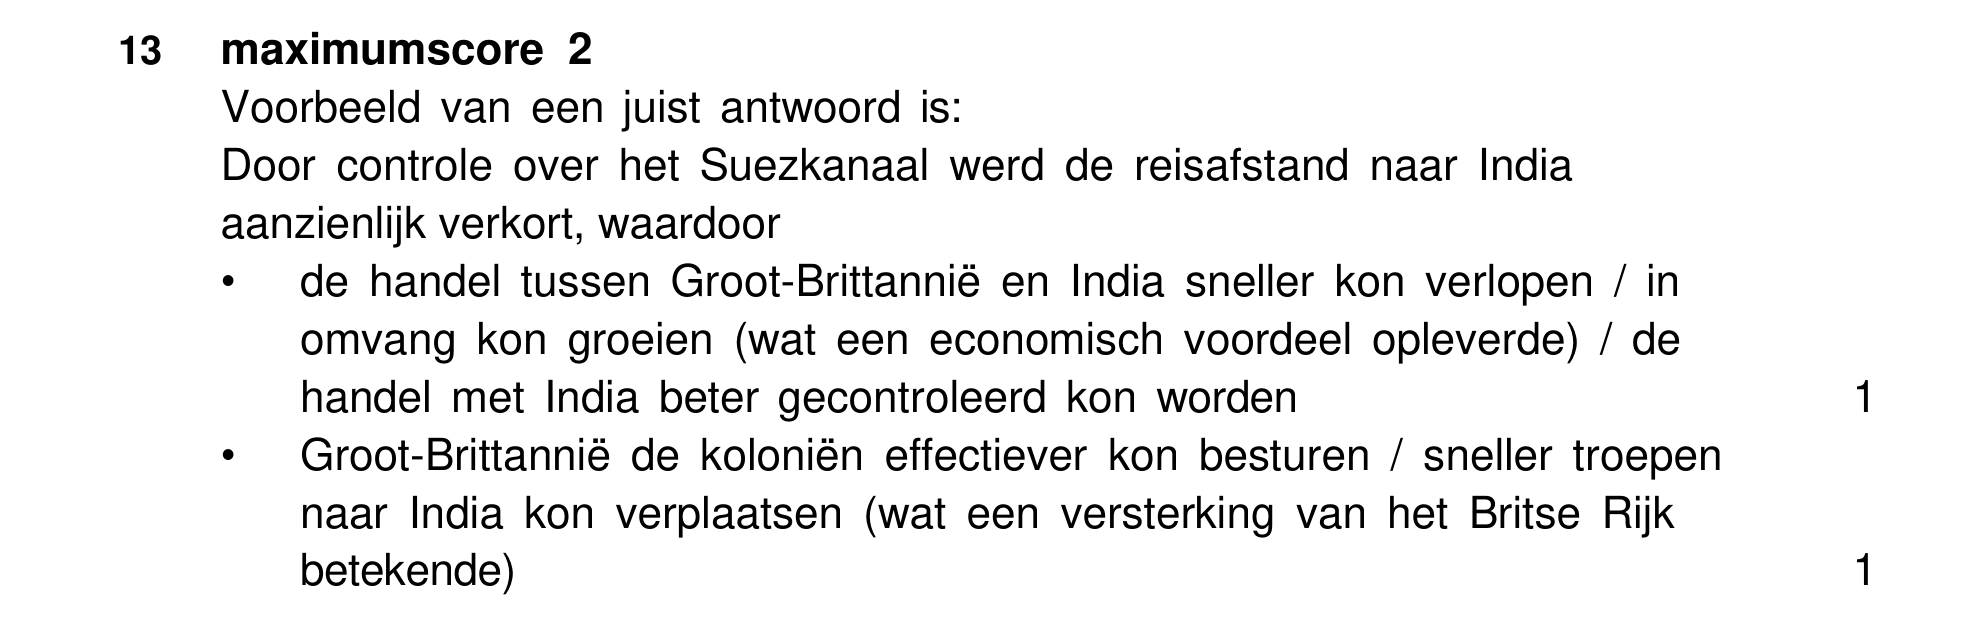 13 maximumscore 2
Voorbeeld van een juist antwoord is:
Door controle over het Suezkanaal werd de reisafstand naar India
aanzienlijk verkort, waardoor
• de handel tussen Groot-Brittannië en India sneller kon verlopen / in
omvang kon groeien (wat een economisch voordeel opleverde) / de
handel met India beter gecontroleerd kon worden 1
• Groot-Brittannië de koloniën effectiever kon besturen / sneller troepen
naar India kon verplaatsen (wat een versterking van het Britse Rijk
betekende) 1